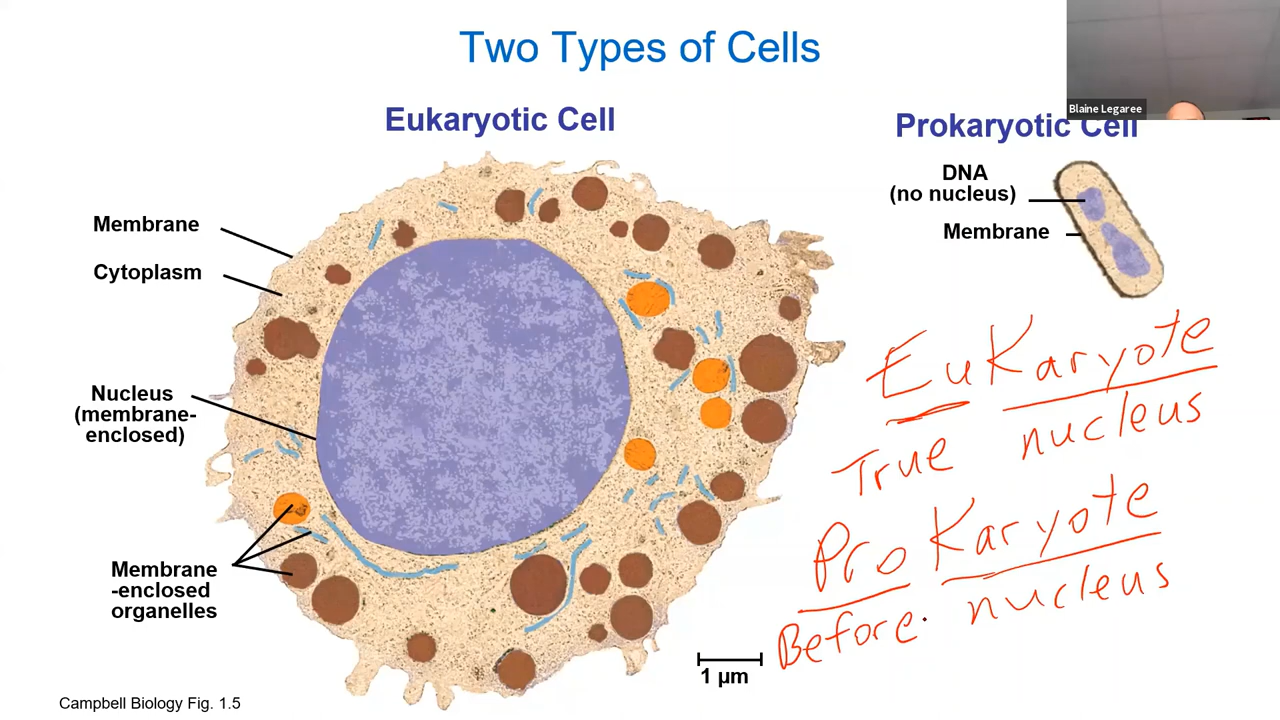 Two Types of Cells
Blaine Legaree
Eukaryotic Cell
Prokaryotic Cell
DNA
(no nucleus)
Membrane
Membrane
Cytoplasm
Nucleus
(membrane-
enclosed)
Membrane
-enclosed
organelles
EuKaryote
True nucleus
ProKaryote
Before nucleus
1 µm
Campbell Biology Fig. 1.5